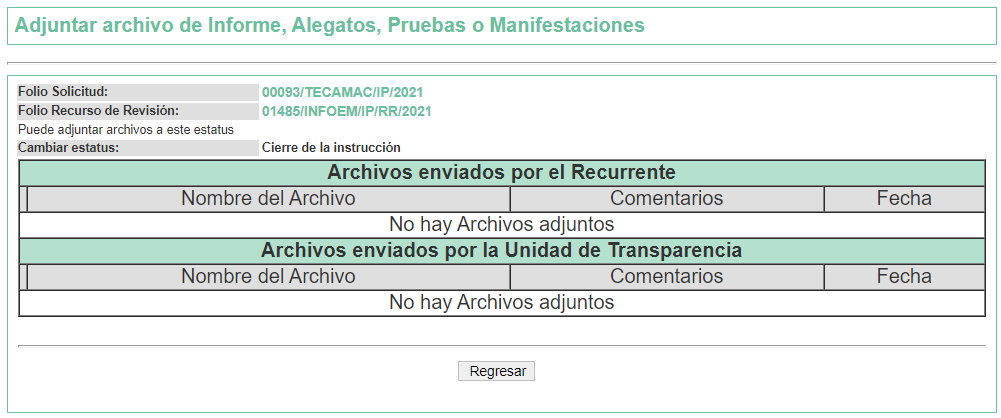 Adjuntar archivo de Informe, Alegatos, Pruebas o Manifestaciones
Folio Solicitud: 00093/TECAMAC/IP/2021
Folio Recurso de Revisión: 01485/INFOEM/IP/RR/2021
Puede adjuntar archivos a este estatus
Cambiar estatus: Cierre de la instrucción
Archivos enviados por el Recurrente
Nombre del Archivo Comentarios Fecha
No hay Archivos adjuntos
Archivos enviados por la Unidad de Transparencia
Nombre del Archivo Comentarios Fecha
No hay Archivos adjuntos
Regresar